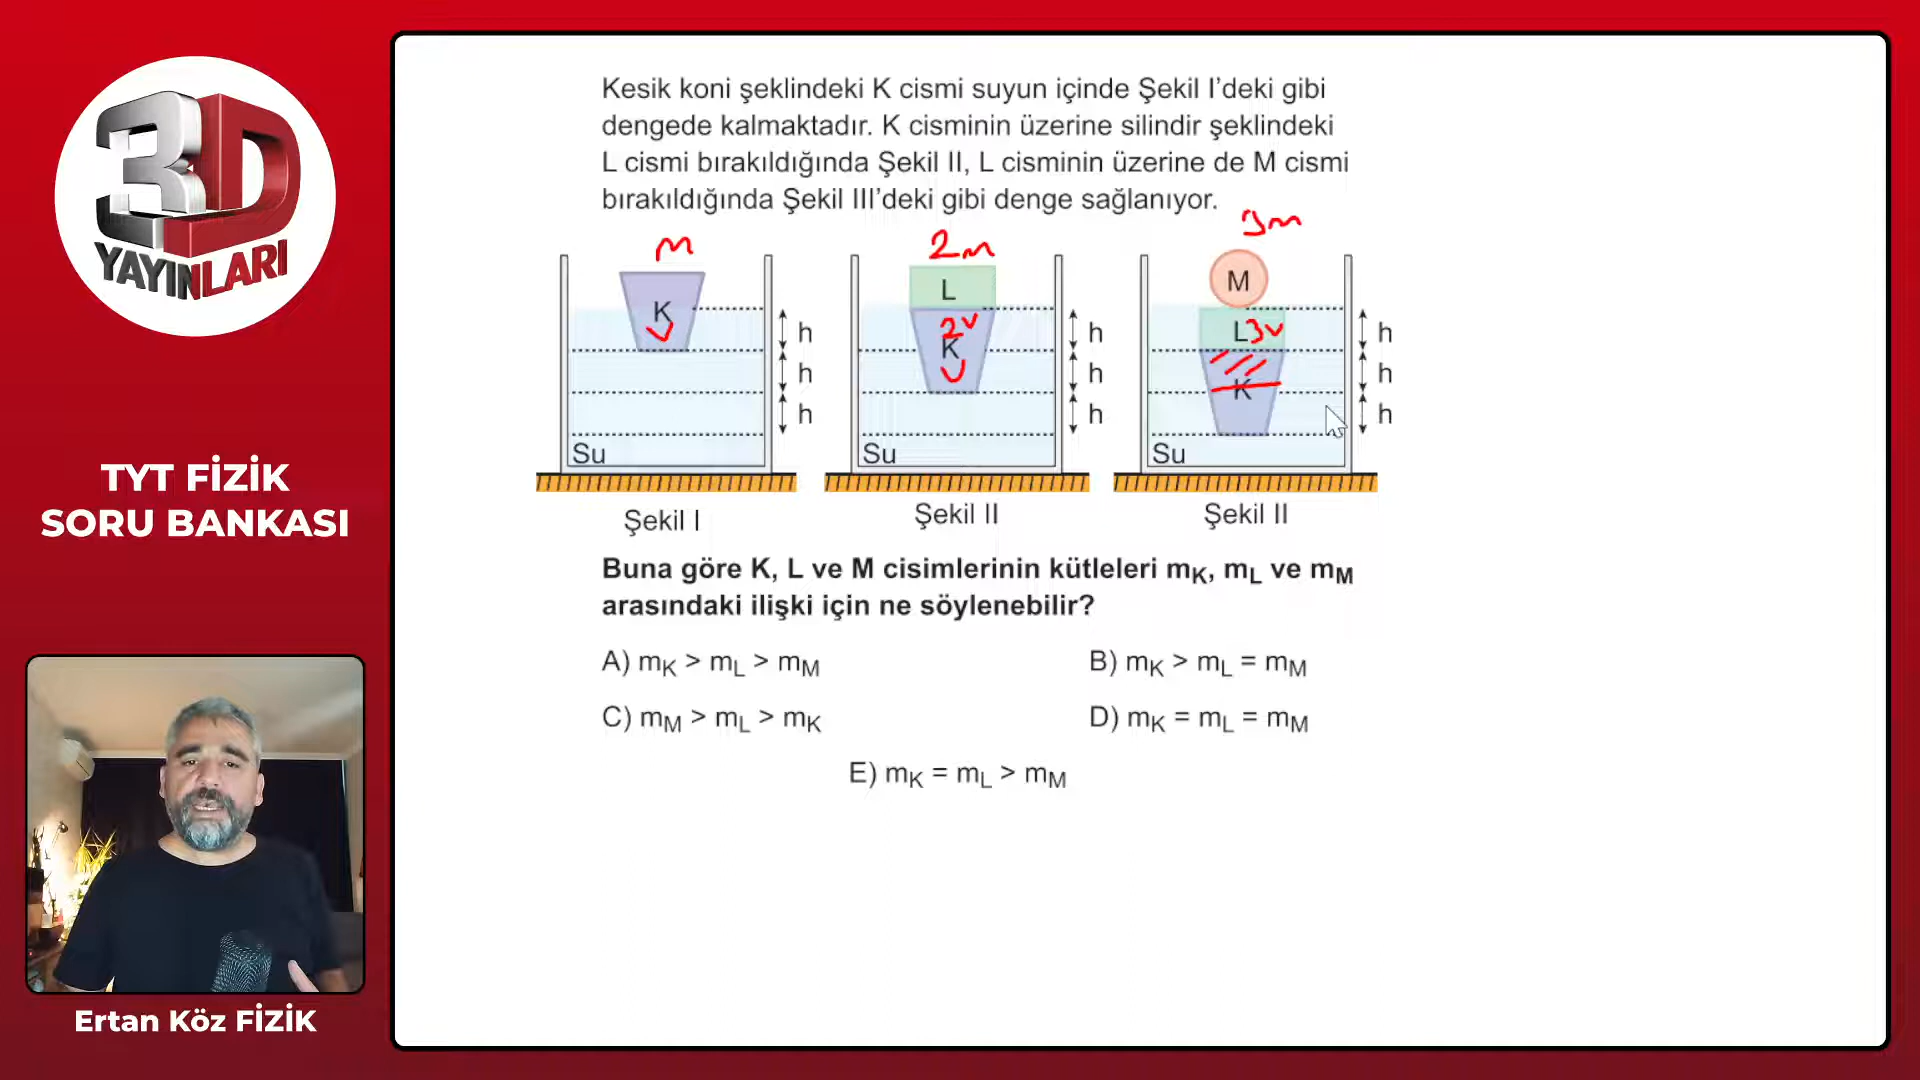 3D
YAYINLARI
TYT FİZİK
SORU BANKASI
Ertan Köz FİZİK
Kesik koni şeklindeki K cismi suyun içinde Şekil I'deki gibi
dengede kalmaktadır. K cisminin üzerine silindir şeklindeki
L cismi bırakıldığında Şekil II, L cisminin üzerine de M cismi
bırakıldığında Şekil III'deki gibi denge sağlanıyor.
m
K
v
h
h
h
Su
Şekil I
2m
L
2v
K
v
h
h
h
Su
Şekil II
3m
M
L 3v
K
h
h
h
Su
Şekil II
Buna göre K, L ve M cisimlerinin kütleleri mK, mL ve mM
arasındaki ilişki için ne söylenebilir?
A) mK > mL > mM
B) mK > mL = mM
C) mM > mL > mK
D) mK = mL = mM
E) mK = mL > mM